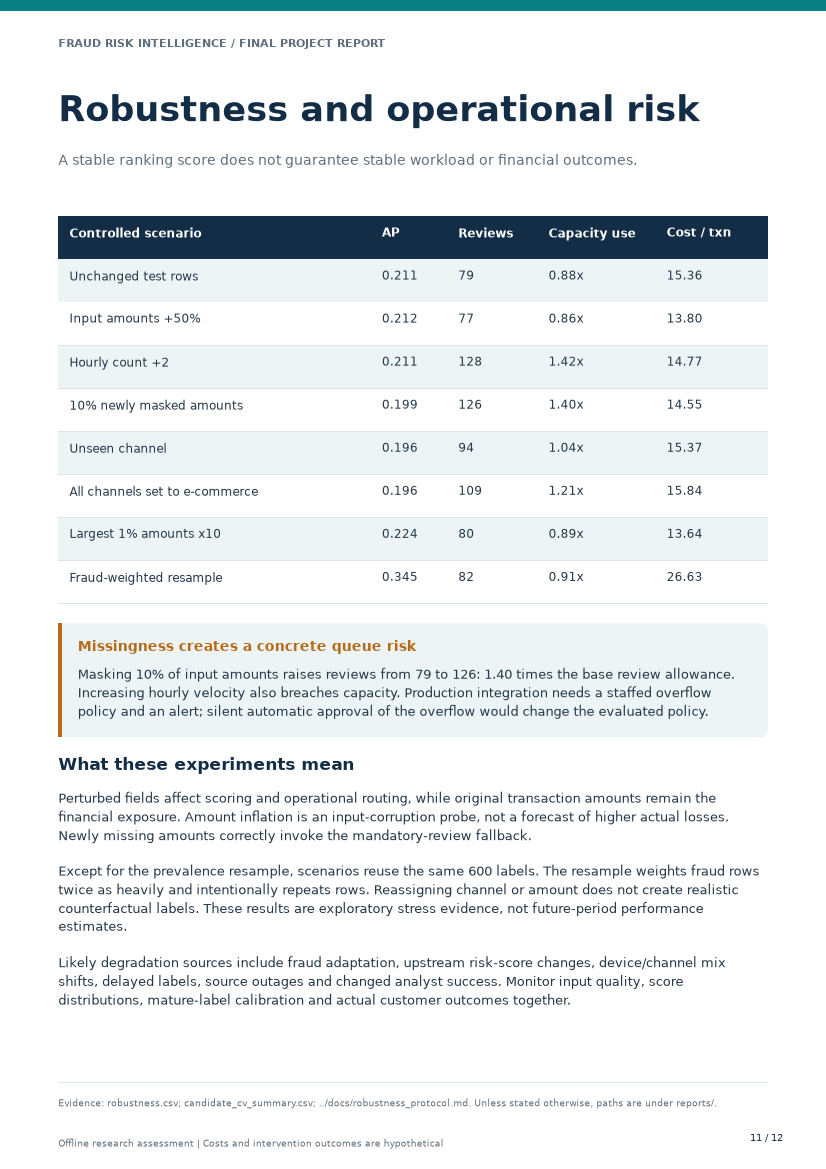 FRAUD RISK INTELLIGENCE / FINAL PROJECT REPORT
Robustness and operational risk
A stable ranking score does not guarantee stable workload or financial outcomes.
Controlled scenario AP Reviews Capacity use Cost / txn
Unchanged test rows 0.211 79 0.88x 15.36
Input amounts +50% 0.212 77 0.86x 13.80
Hourly count +2 0.211 128 1.42x 14.77
10% newly masked amounts 0.199 126 1.40x 14.55
Unseen channel 0.196 94 1.04x 15.37
All channels set to e-commerce 0.196 109 1.21x 15.84
Largest 1% amounts x10 0.224 80 0.89x 13.64
Fraud-weighted resample 0.345 82 0.91x 26.63
Missingness creates a concrete queue risk
Masking 10% of input amounts raises reviews from 79 to 126: 1.40 times the base review allowance.
Increasing hourly velocity also breaches capacity. Production integration needs a staffed overflow
policy and an alert; silent automatic approval of the overflow would change the evaluated policy.
What these experiments mean
Perturbed fields affect scoring and operational routing, while original transaction amounts remain the
financial exposure. Amount inflation is an input-corruption probe, not a forecast of higher actual losses.
Newly missing amounts correctly invoke the mandatory-review fallback.
Except for the prevalence resample, scenarios reuse the same 600 labels. The resample weights fraud rows
twice as heavily and intentionally repeats rows. Reassigning channel or amount does not create realistic
counterfactual labels. These results are exploratory stress evidence, not future-period performance
estimates.
Likely degradation sources include fraud adaptation, upstream risk-score changes, device/channel mix
shifts, delayed labels, source outages and changed analyst success. Monitor input quality, score
distributions, mature-label calibration and actual customer outcomes together.
Evidence: robustness.csv; candidate_cv_summary.csv; ../docs/robustness_protocol.md. Unless stated otherwise, paths are under reports/.
Offline research assessment | Costs and intervention outcomes are hypothetical
11 / 12